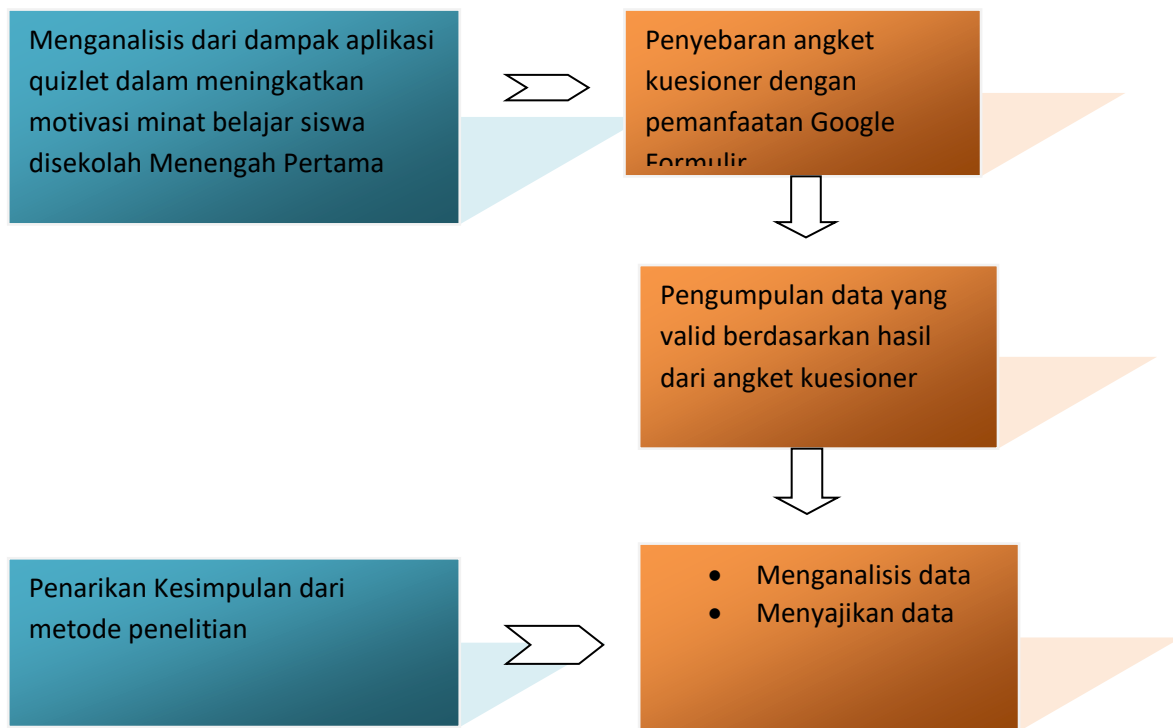 Menganalisis dari dampak aplikasi
quizlet dalam meningkatkan
motivasi minat belajar siswa
disekolah Menengah Pertama
Penyebaran angket
kuesioner dengan
pemanfaatan Google
Formulir
Pengumpulan data yang
valid berdasarkan hasil
dari angket kuesioner
Penarikan Kesimpulan dari
metode penelitian
• Menganalisis data
• Menyajikan data